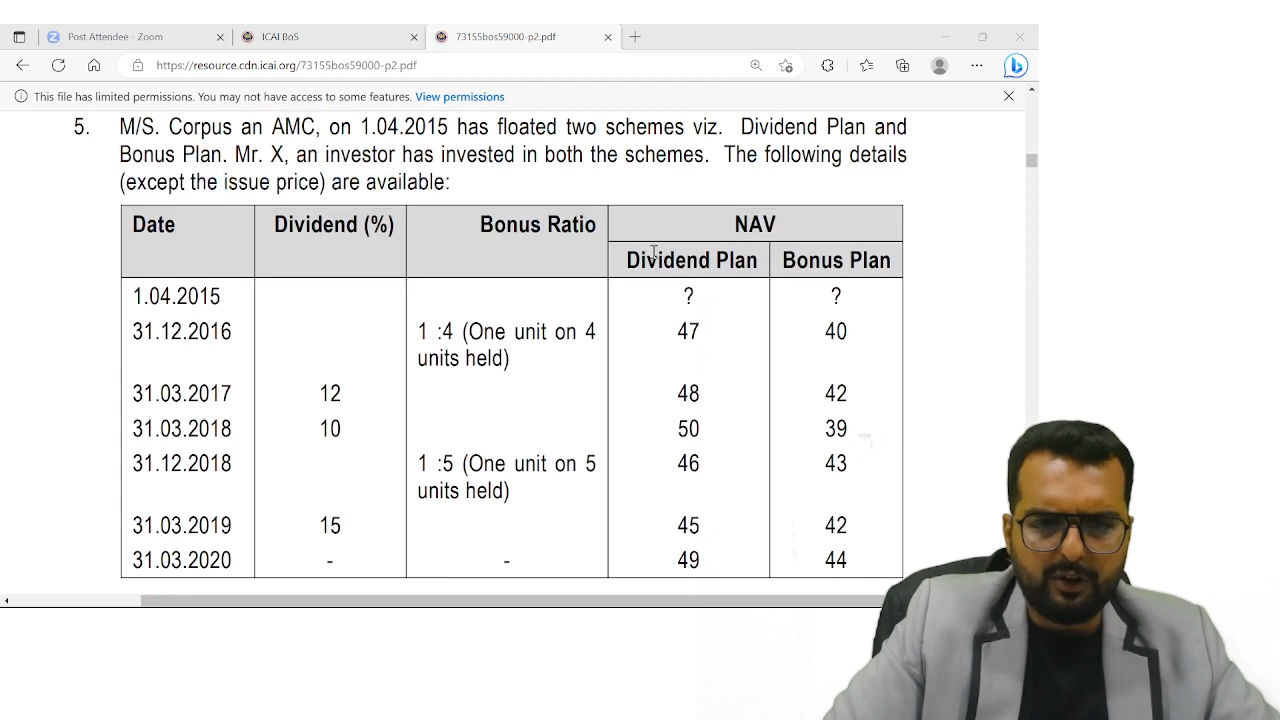 Post Attendee - Zoom
ICAI BoS
73155bos59000-p2.pdf
https://resource.cdn.icai.org/73155bos59000-p2.pdf
This file has limited permissions. You may not have access to some features. View permissions
5. M/S. Corpus an AMC, on 1.04.2015 has floated two schemes viz. Dividend Plan and
Bonus Plan. Mr. X, an investor has invested in both the schemes. The following details
(except the issue price) are available:
Date Dividend (%) Bonus Ratio NAV
Dividend Plan Bonus Plan
1.04.2015 ? ?
31.12.2016 1 :4 (One unit on 4 47 40
units held)
31.03.2017 12 48 42
31.03.2018 10 50 39
31.12.2018 1 :5 (One unit on 5 46 43
units held)
31.03.2019 15 45 42
31.03.2020 - - 49 44